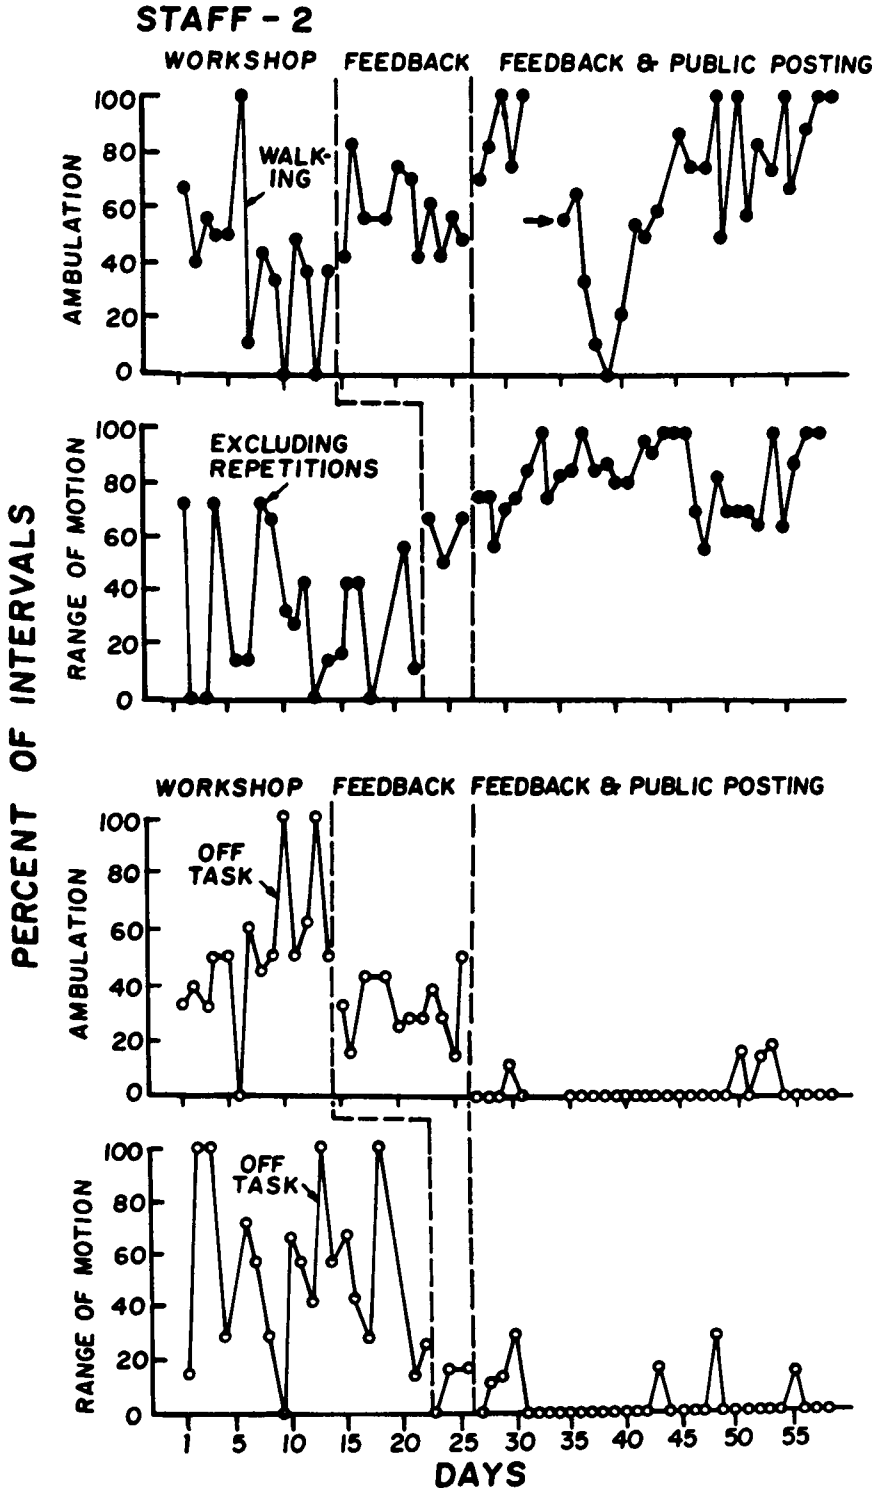 STAFF - 2
WORKSHOP FEEDBACK FEEDBACK & PUBLIC POSTING
PERCENT OF INTERVALS
AMBULATION
100
80
60
40
20
0
WALK-
ING
RANGE OF MOTION
100
80
60
40
20
0
EXCLUDING
REPETITIONS
WORKSHOP FEEDBACK FEEDBACK & PUBLIC POSTING
AMBULATION
100
80
60
40
20
0
OFF
TASK
RANGE OF MOTION
100
80
60
40
20
0
OFF
TASK
1 5 10 15 20 25 30 35 40 45 50 55
DAYS